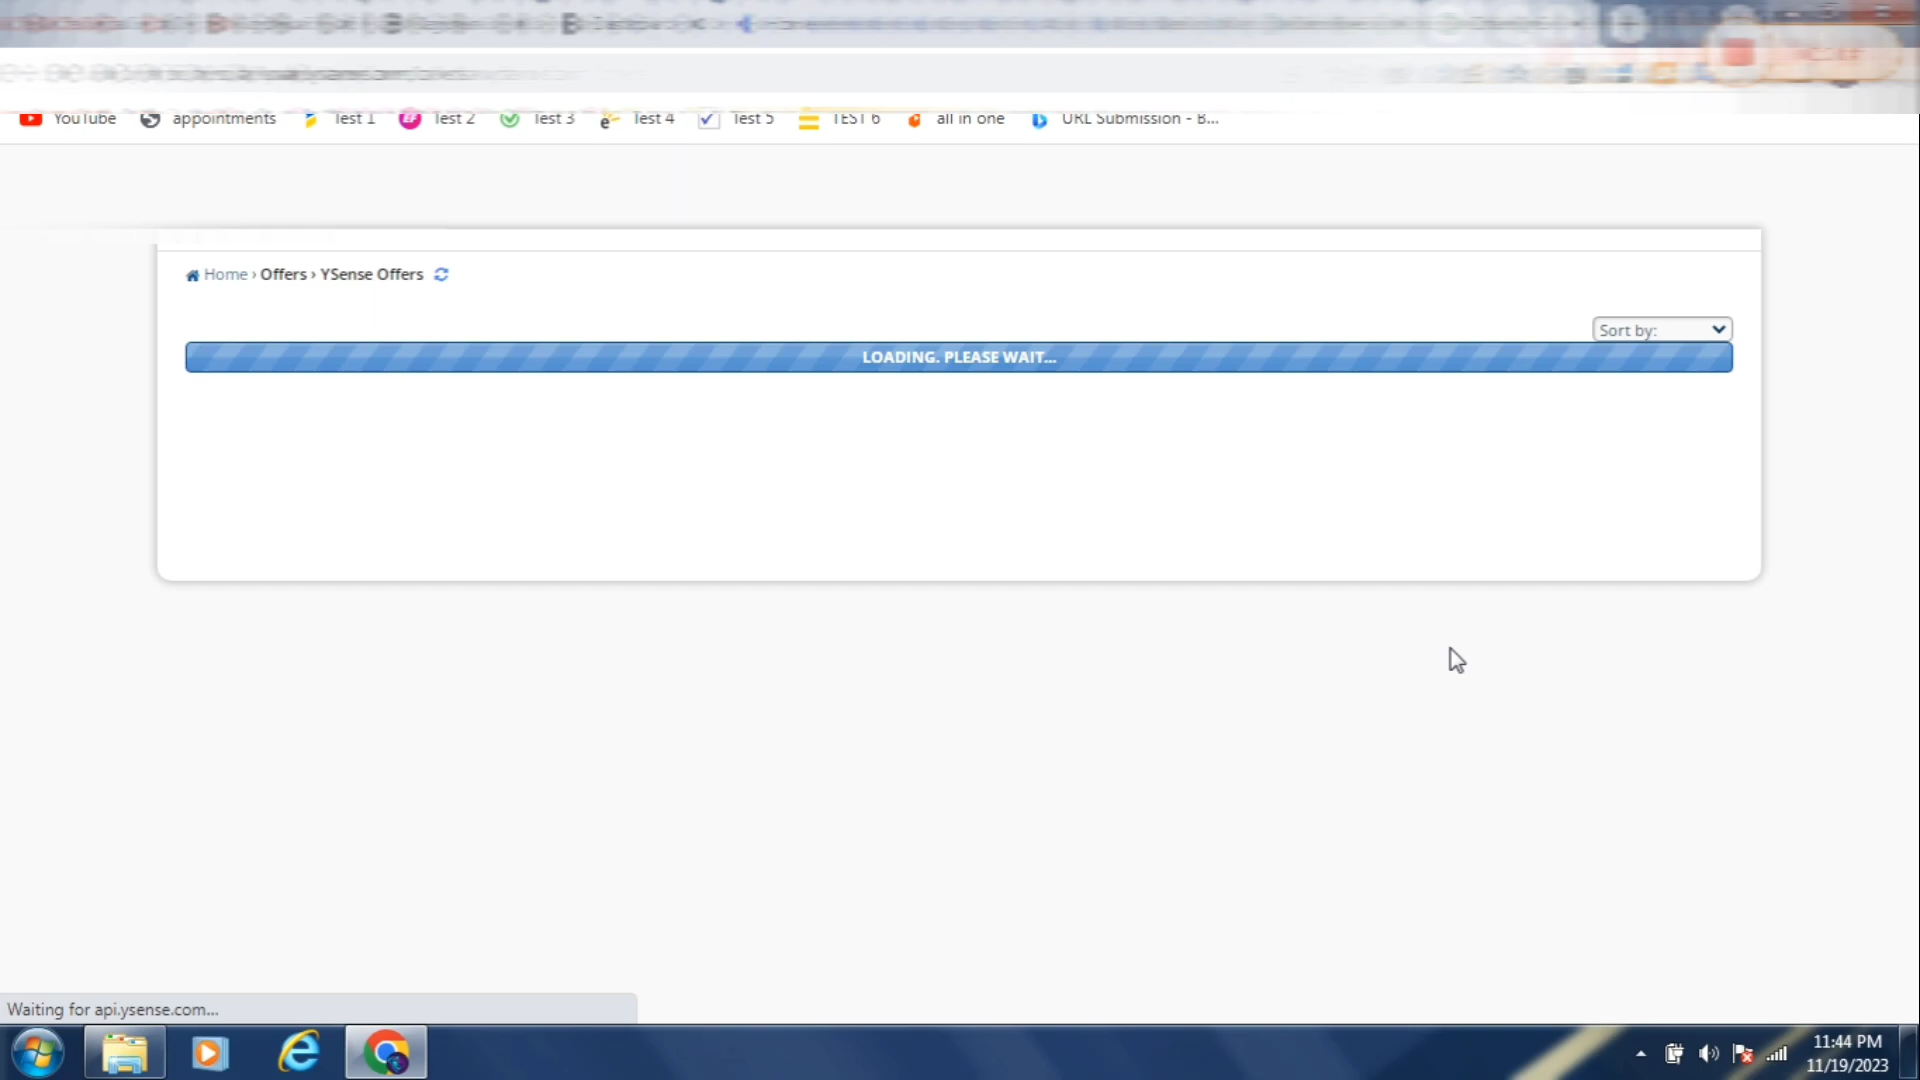 YouTube appointments Test 1 Test 2 Test 3 Test 4 Test 5 TEST 6 all in one URL Submission - B...
Home › Offers › YSense Offers
Sort by:
LOADING. PLEASE WAIT...
Waiting for api.ysense.com...
11:44 PM
11/19/2023